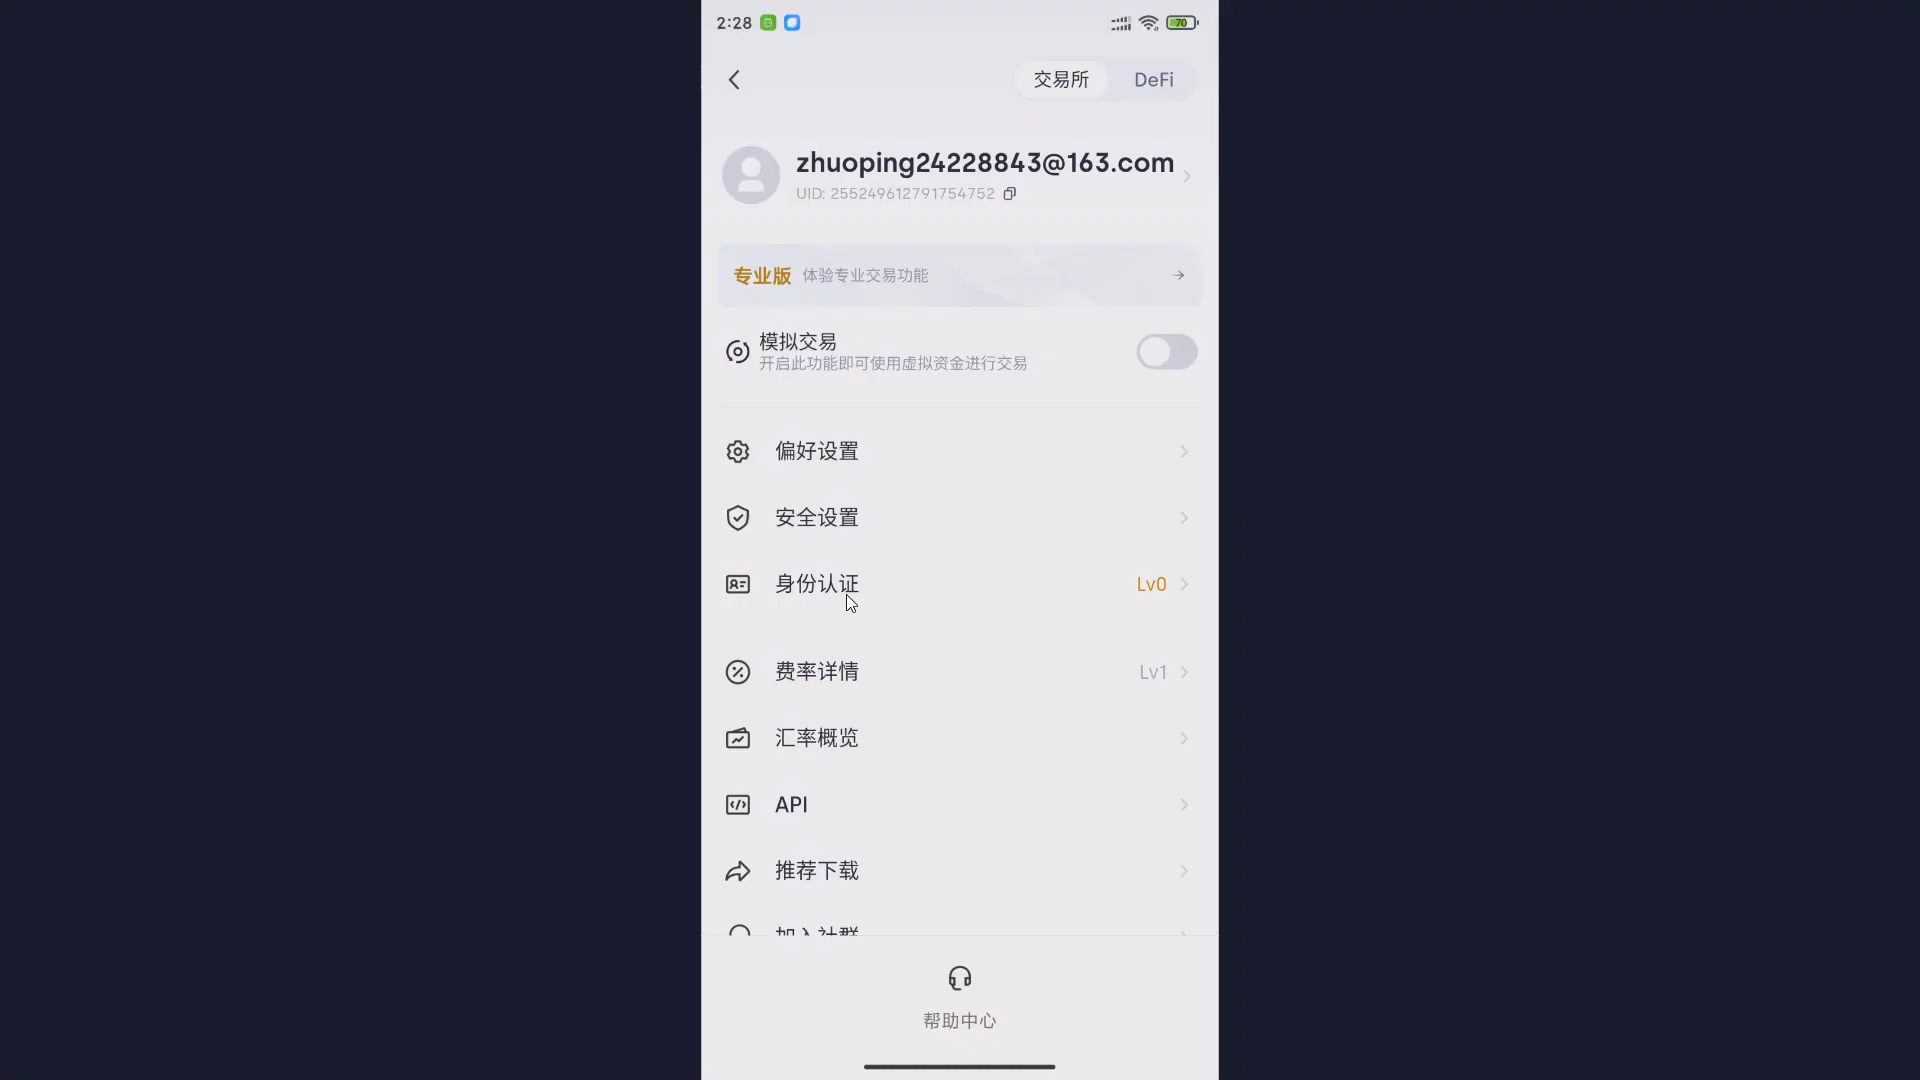 2:28
70
交易所
DeFi
zhuoping24228843@163.com
UID: 255249612791754752
专业版 体验专业交易功能
模拟交易
开启此功能即可使用虚拟资金进行交易
偏好设置
安全设置
身份认证 Lv0
费率详情 Lv1
汇率概览
API
推荐下载
加入社群
帮助中心